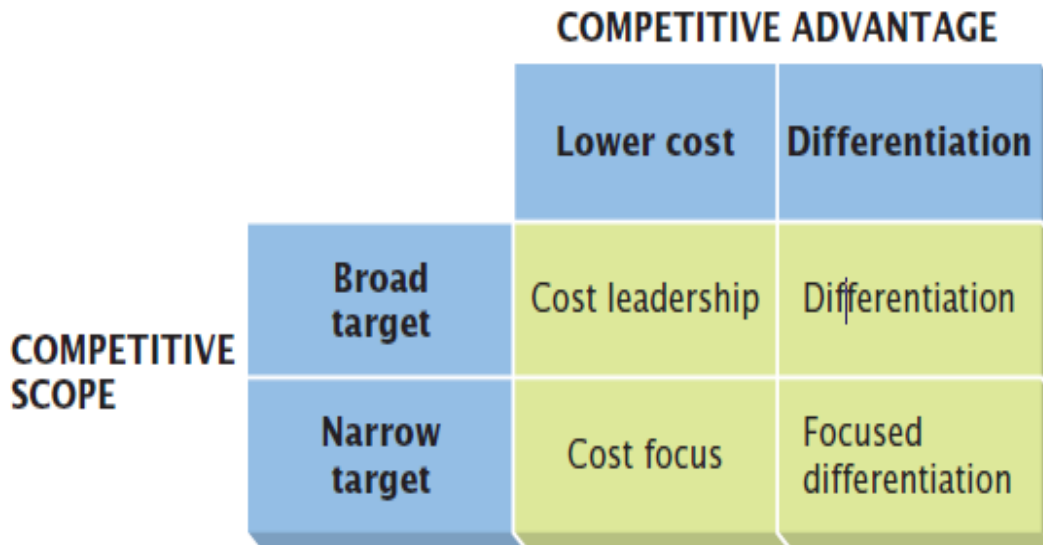 COMPETITIVE ADVANTAGE
Lower cost
Differentiation
Broad
target
Cost leadership
Differentiation
COMPETITIVE
SCOPE
Narrow
target
Cost focus
Focused
differentiation